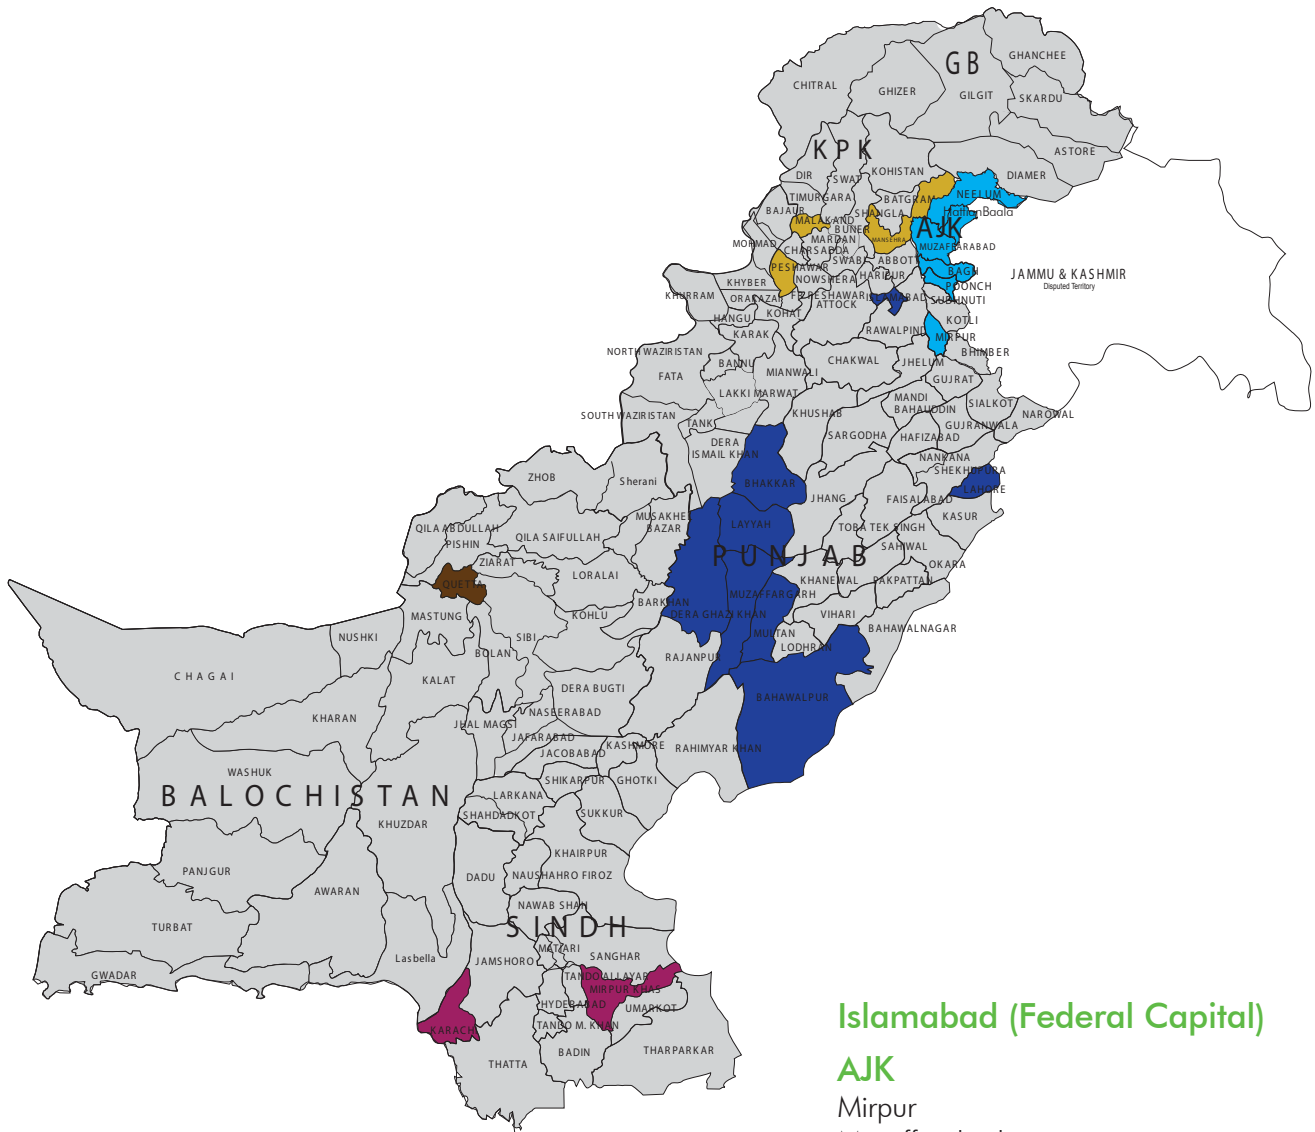 GB
GHANCHEE
CHITRAL
GHIZER
GILGIT
SKARDU
KPK
ASTORE
KOHISTAN
DIR
SWAT
DIAMER
TIMURGARA
BATGRAM
NEELUM
BAJAUR
SHANGLA
HattianBaala
MALAKAND
BUNER
AJK
MARDAN
MANSEHRA
MOHMAD
CHARSADDA
MUZAFFARABAD
SWABI
ABBOTT
PESHAWAR
BAGH
JAMMU & KASHMIR
Disputed Territory
NOWSHERA
HARIPUR
KHYBER
POONCH
KHURRAM
ORAKAZAI
FR PRESHAWAR
ISLAMABAD
SUDHNUTI
ATTOCK
HANGU
KOHAT
KOTLI
KARAK
RAWALPIND
MIRPUR
NORTH WAZIRISTAN
BHIMBER
BANNU
MIANWALI
CHAKWAL
JHELUM
FATA
GUJRAT
LAKKI MARWAT
MANDI
BAHAUDDIN
SIALKOT
SOUTH WAZIRISTAN
KHUSHAB
NAROWAL
TANK
GUJRANWALA
SARGODHA
HAFIZABAD
DERA
ISMAIL KHAN
NANKANA
SHEKHUPURA
ZHOB
Sherani
BHAKKAR
LAHORE
JHANG
FAISALABAD
MUSAKHEL
BAZAR
KASUR
QILA ABDULLAH
LAYYAH
TOBA TEK SINGH
QILA SAIFULLAH
PISHIN
PUNJAB
SAHIWAL
ZIARAT
OKARA
LORALAI
KHANEWAL
PAKPATTAN
QUETTA
MUZAFFARGARH
BARKHAN
MASTUNG
KOHLU
DERA GHAZI KHAN
VIHARI
BAHAWALNAGAR
NUSHKI
SIBI
MULTAN
LODHRAN
BOLAN
RAJANPUR
CHAGAI
KALAT
DERA BUGTI
BAHAWALPUR
KHARAN
NASEERABAD
JHAL MAGSI
JAFARABAD
KASHMORE
RAHIMYAR KHAN
JACOBABAD
WASHUK
SHIKARPUR
GHOTKI
BALOCHISTAN
LARKANA
SHAHDADKOT
SUKKUR
KHUZDAR
KHAIRPUR
PANJGUR
DADU
NAUSHAHRO FIROZ
AWARAN
NAWAB SHAH
TURBAT
SINDH
MATIARI
Lasbella
JAMSHORO
SANGHAR
GWADAR
TANDO ALLAYAR
MIRPUR KHAS
HYDERABAD
UMARKOT
KARACHI
TANDO M. KHAN
BADIN
THARPARKAR
THATTA
Islamabad (Federal Capital)
AJK
Mirpur